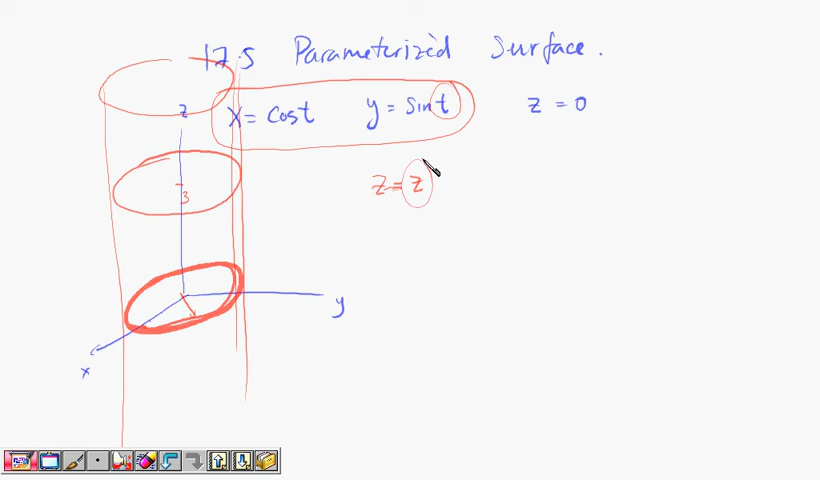 17.5 Parameterized Surface.
x = cost y = sint z = 0
z = z
z
3
y
x